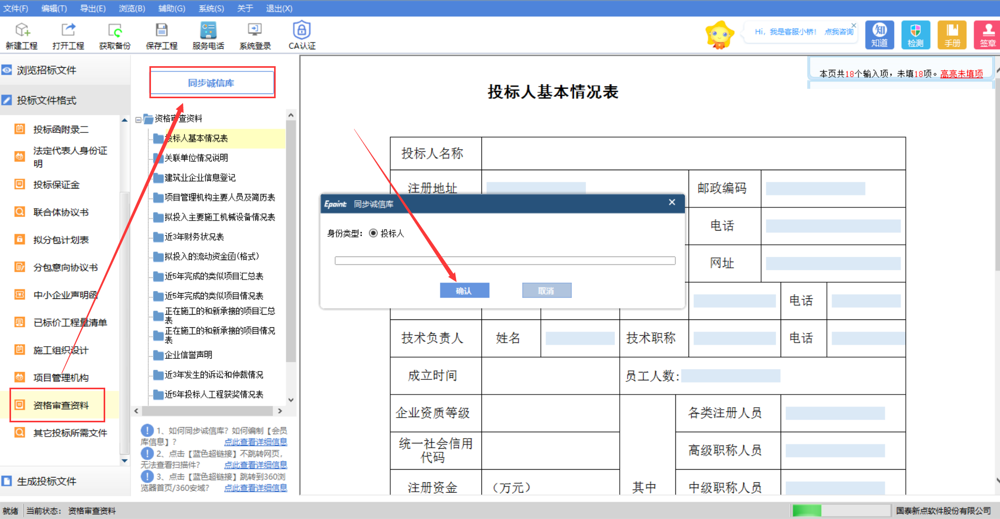 文件(F) 编辑(T) 导出(E) 浏览(B) 辅助(G) 系统(S) 关于 退出(X)
新建工程 打开工程 获取备份 保存工程 服务电话 系统登录 CA认证
Hi，我是客服小桥！ 点我咨询
知
知道 检测 手册 签章
浏览招标文件
投标文件格式
投标函附录二
法定代表人身份证
明
投标保证金
联合体协议书
拟分包计划表
分包意向协议书
中小企业声明函
已标价工程量清单
施工组织设计
项目管理机构
资格审查资料
其它投标所需文件
生成投标文件
同步诚信库
资格审查资料
投标人基本情况表
关联单位情况说明
建筑业企业信息登记
项目管理机构主要人员及简历表
拟投入主要施工机械设备情况表
近3年财务状况表
拟投入的流动资金函(格式)
近5年完成的类似项目汇总表
近5年完成的类似项目情况表
正在施工的和新承接的项目汇总
表
正在施工的和新承接的项目情况
表
企业信誉声明
近3年发生的诉讼和仲裁情况
近5年投标人工程获奖情况表
1、如何同步诚信库？如何编制【会员
库信息】？ 点此查看详细信息
2、点击【蓝色超链接】不跳转网页，
无法查看扫描件？ 点此查看详细信息
3、点击【蓝色超链接】跳转到360浏
览器首页/360安域？ 点此查看详细信息
本页共18个输入项，未填18项。高亮未填项
投标人基本情况表
投标人名称
注册地址 邮政编码
电话
网址
电话
技术负责人 姓名 技术职称 电话
成立时间 员工人数:
企业资质等级 各类注册人员
统一社会信用
代码 高级职称人员
注册资金 （万元） 其中 中级职称人员
Epoint 同步诚信库
身份类型： 投标人
确认 取消
就绪 当前状态： 资格审查资料 国泰新点软件股份有限公司